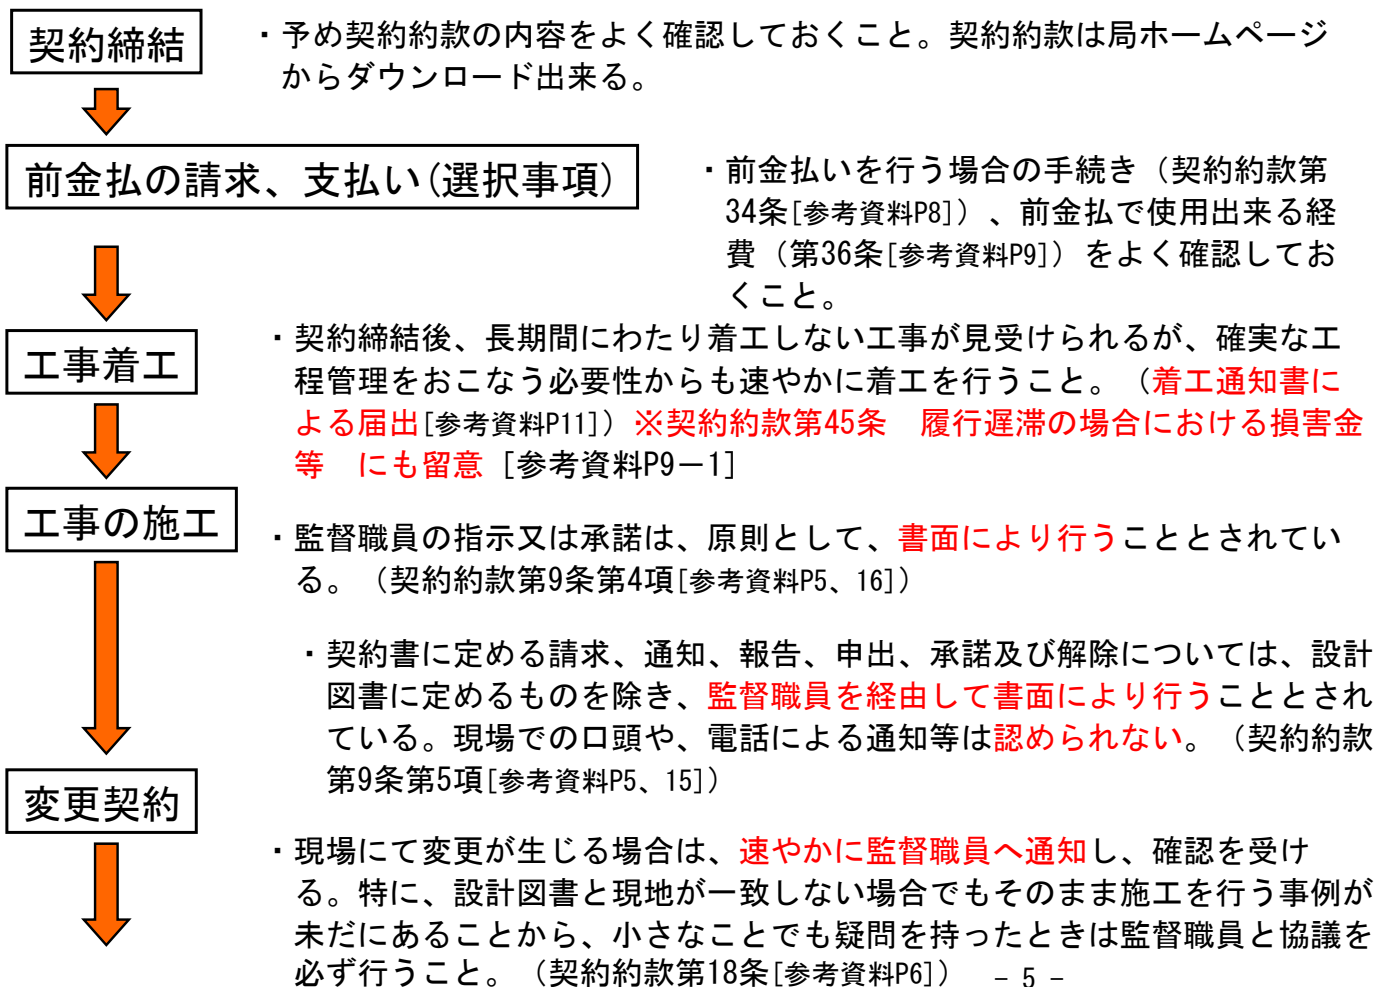 契約締結
・予め契約約款の内容をよく確認しておくこと。契約約款は局ホームページ
からダウンロード出来る。
前金払の請求、支払い(選択事項)
・前金払いを行う場合の手続き（契約約款第
34条[参考資料P8]）、前金払で使用出来る経
費（第36条[参考資料P9]）をよく確認してお
くこと。
工事着工
・契約締結後、長期間にわたり着工しない工事が見受けられるが、確実な工
程管理をおこなう必要性からも速やかに着工を行うこと。（着工通知書に
よる届出[参考資料P11]）※契約約款第45条　履行遅滞の場合における損害金
等　にも留意 [参考資料P9－1]
工事の施工
・監督職員の指示又は承諾は、原則として、書面により行うこととされてい
る。（契約約款第9条第4項[参考資料P5、16]）
・契約書に定める請求、通知、報告、申出、承諾及び解除については、設計
図書に定めるものを除き、監督職員を経由して書面により行うこととされ
ている。現場での口頭や、電話による通知等は認められない。（契約約款
第9条第5項[参考資料P5、15]）
変更契約
・現場にて変更が生じる場合は、速やかに監督職員へ通知し、確認を受け
る。特に、設計図書と現地が一致しない場合でもそのまま施工を行う事例が
未だにあることから、小さなことでも疑問を持ったときは監督職員と協議を
必ず行うこと。（契約約款第18条[参考資料P6]）
－ 5 －